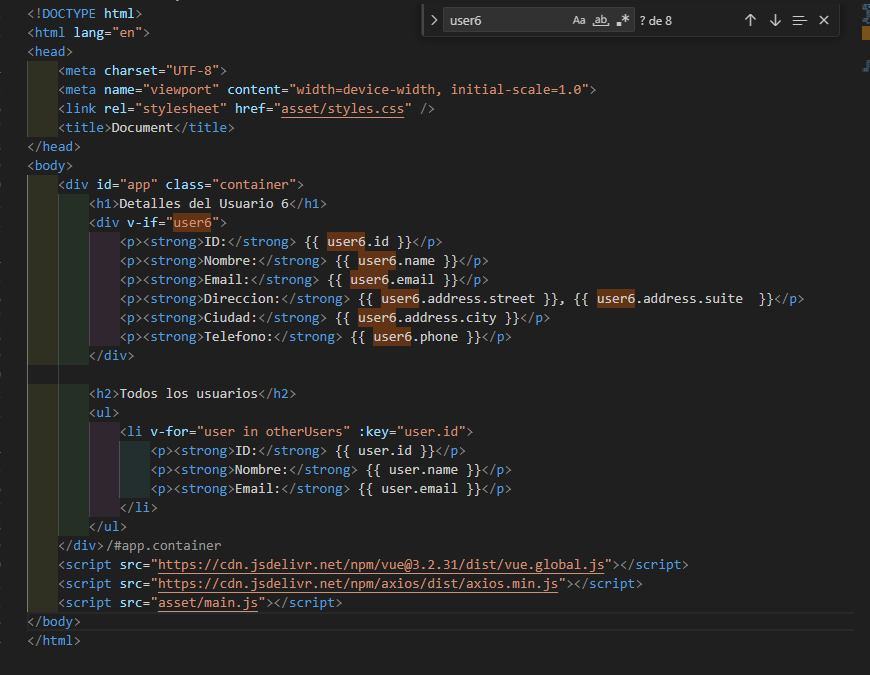 <!DOCTYPE html>
user6 Aa ab .* ? de 8
<html lang="en">
<head>
<meta charset="UTF-8">
<meta name="viewport" content="width=device-width, initial-scale=1.0">
<link rel="stylesheet" href="asset/styles.css" />
<title>Document</title>
</head>
<body>
<div id="app" class="container">
<h1>Detalles del Usuario 6</h1>
<div v-if="user6">
<p><strong>ID:</strong> {{ user6.id }}</p>
<p><strong>Nombre:</strong> {{ user6.name }}</p>
<p><strong>Email:</strong> {{ user6.email }}</p>
<p><strong>Direccion:</strong> {{ user6.address.street }}, {{ user6.address.suite  }}</p>
<p><strong>Ciudad:</strong> {{ user6.address.city }}</p>
<p><strong>Telefono:</strong> {{ user6.phone }}</p>
</div>
<h2>Todos los usuarios</h2>
<ul>
<li v-for="user in otherUsers" :key="user.id">
<p><strong>ID:</strong> {{ user.id }}</p>
<p><strong>Nombre:</strong> {{ user.name }}</p>
<p><strong>Email:</strong> {{ user.email }}</p>
</li>
</ul>
</div>/#app.container
<script src="https://cdn.jsdelivr.net/npm/vue@3.2.31/dist/vue.global.js"></script>
<script src="https://cdn.jsdelivr.net/npm/axios/dist/axios.min.js"></script>
<script src="asset/main.js"></script>
</body>
</html>